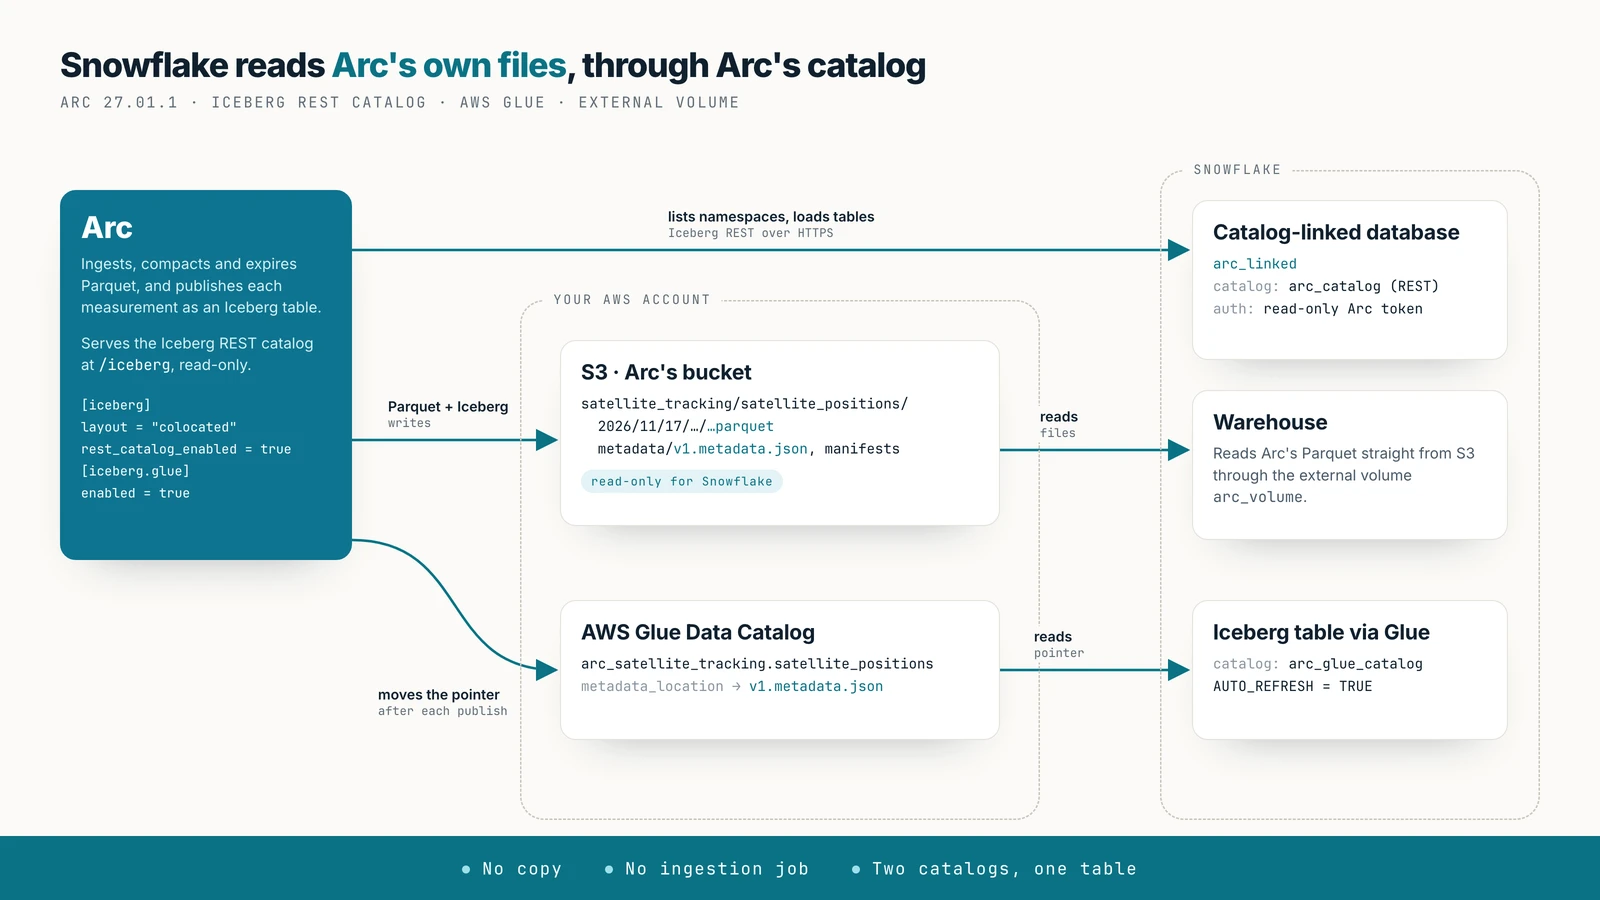 Snowflake reads Arc's own files, through Arc's catalog
ARC 27.01.1 · ICEBERG REST CATALOG · AWS GLUE · EXTERNAL VOLUME
Arc
Ingests, compacts and expires
Parquet, and publishes each
measurement as an Iceberg table.
Serves the Iceberg REST catalog
at /iceberg, read-only.
[iceberg]
layout = "colocated"
rest_catalog_enabled = true
[iceberg.glue]
enabled = true
lists namespaces, loads tables
Iceberg REST over HTTPS
Parquet + Iceberg
writes
moves the pointer
after each publish
YOUR AWS ACCOUNT
S3 · Arc's bucket
satellite_tracking/satellite_positions/
2026/11/17/…/…parquet
metadata/v1.metadata.json, manifests
read-only for Snowflake
AWS Glue Data Catalog
arc_satellite_tracking.satellite_positions
metadata_location → v1.metadata.json
reads
files
reads
pointer
SNOWFLAKE
Catalog-linked database
arc_linked
catalog: arc_catalog (REST)
auth: read-only Arc token
Warehouse
Reads Arc's Parquet straight from S3
through the external volume
arc_volume.
Iceberg table via Glue
catalog: arc_glue_catalog
AUTO_REFRESH = TRUE
• No copy • No ingestion job • Two catalogs, one table